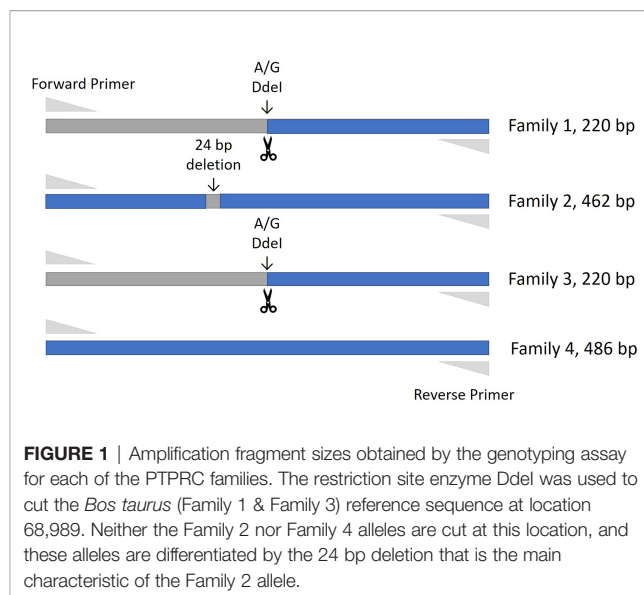 Forward Primer
A/G
DdeI
Family 1, 220 bp
24 bp
deletion
Family 2, 462 bp
A/G
DdeI
Family 3, 220 bp
Family 4, 486 bp
Reverse Primer
FIGURE 1 | Amplification fragment sizes obtained by the genotyping assay
for each of the PTPRC families. The restriction site enzyme DdeI was used to
cut the Bos taurus (Family 1 & Family 3) reference sequence at location
68,989. Neither the Family 2 nor Family 4 alleles are cut at this location, and
these alleles are differentiated by the 24 bp deletion that is the main
characteristic of the Family 2 allele.